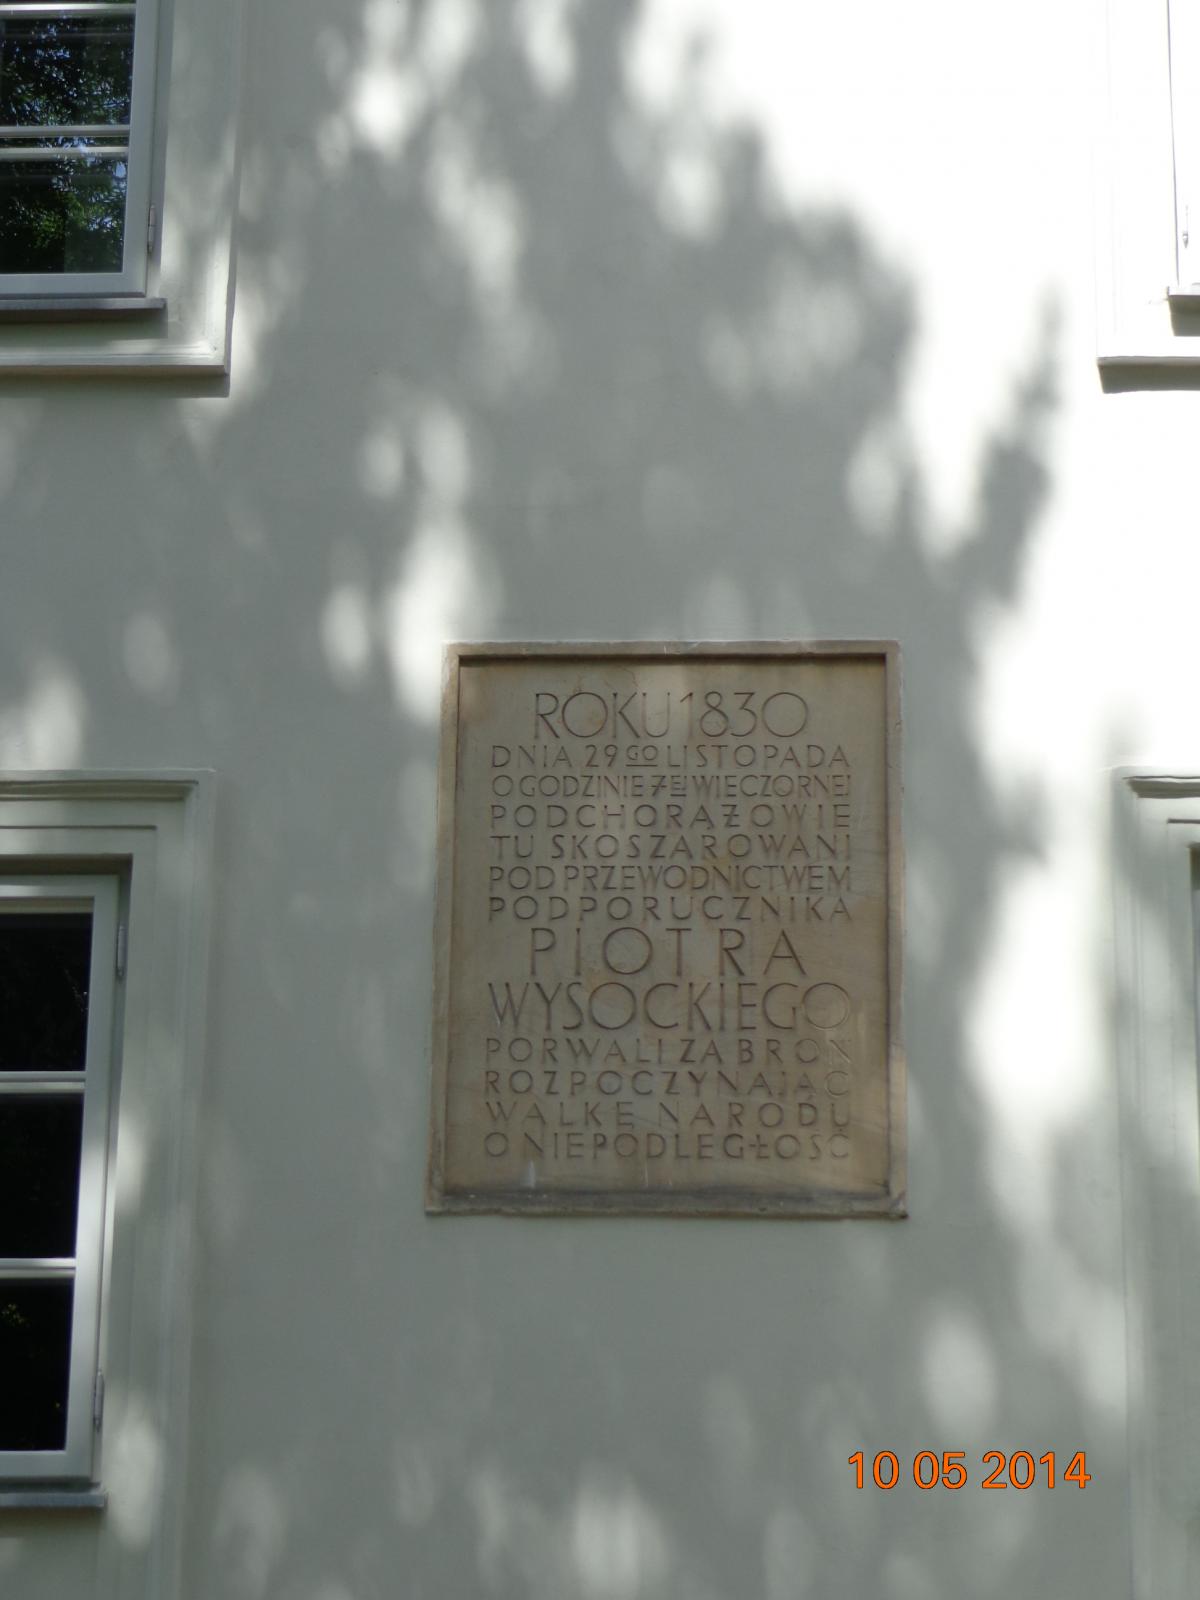 ROKU 1830
DNIA 29GO LISTOPADA
O GODZINIE 7EJ WIECZORNEJ
PODCHORĄŻOWIE
TU SKOSZAROWANI
POD PRZEWODNICTWEM
PODPORUCZNIKA
PIOTRA
WYSOCKIEGO
PORWALI ZA BROŃ
ROZPOCZYNAJĄC
WALKĘ NARODU
O NIEPODLEGŁOŚĆ
10 05 2014